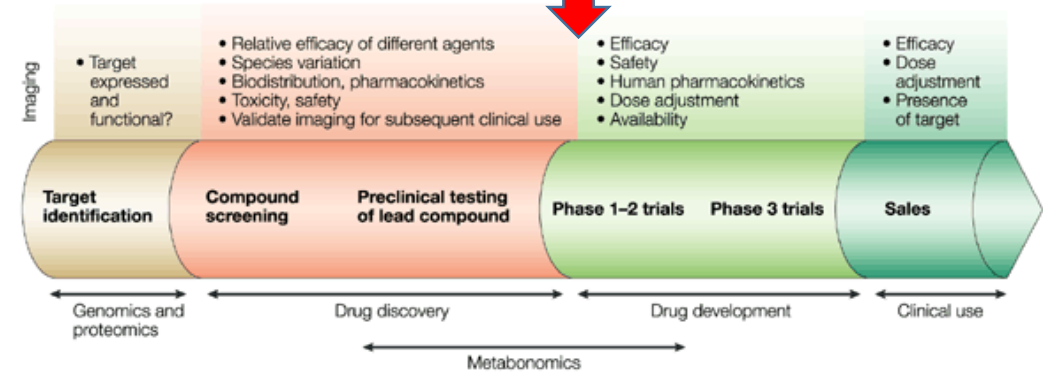 Imaging
• Target
expressed
and
functional?
• Relative efficacy of different agents
• Species variation
• Biodistribution, pharmacokinetics
• Toxicity, safety
• Validate imaging for subsequent clinical use
• Efficacy
• Safety
• Human pharmacokinetics
• Dose adjustment
• Availability
• Efficacy
• Dose
adjustment
• Presence
of target
Target
identification
Compound
screening
Preclinical testing
of lead compound
Phase 1–2 trials
Phase 3 trials
Sales
Genomics and
proteomics
Drug discovery
Drug development
Clinical use
Metabonomics